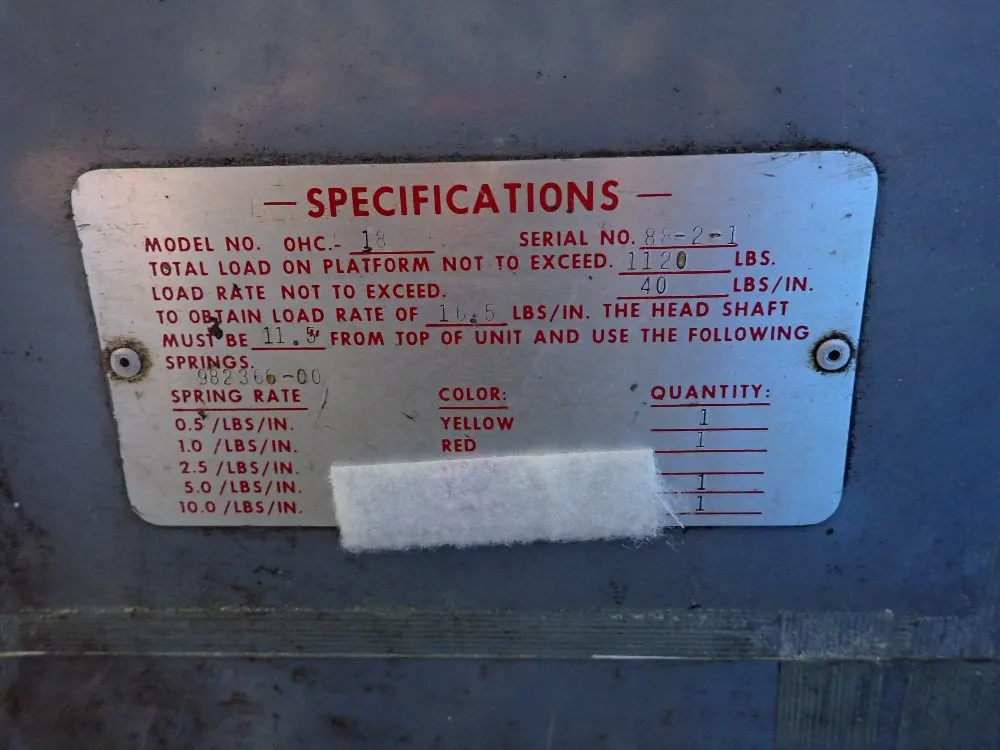 — SPECIFICATIONS —
MODEL NO. OHC.- 18 SERIAL NO. 88-2-1
TOTAL LOAD ON PLATFORM NOT TO EXCEED. 1120 LBS.
LOAD RATE NOT TO EXCEED. 40 LBS/IN.
TO OBTAIN LOAD RATE OF 16.5 LBS/IN. THE HEAD SHAFT
MUST BE 11.5" FROM TOP OF UNIT AND USE THE FOLLOWING
SPRINGS.
982366-00
SPRING RATE COLOR: QUANTITY:
0.5 /LBS/IN. YELLOW 1
1.0 /LBS/IN. RED 1
2.5 /LBS/IN.
5.0 /LBS/IN. 1
10.0 /LBS/IN. 1